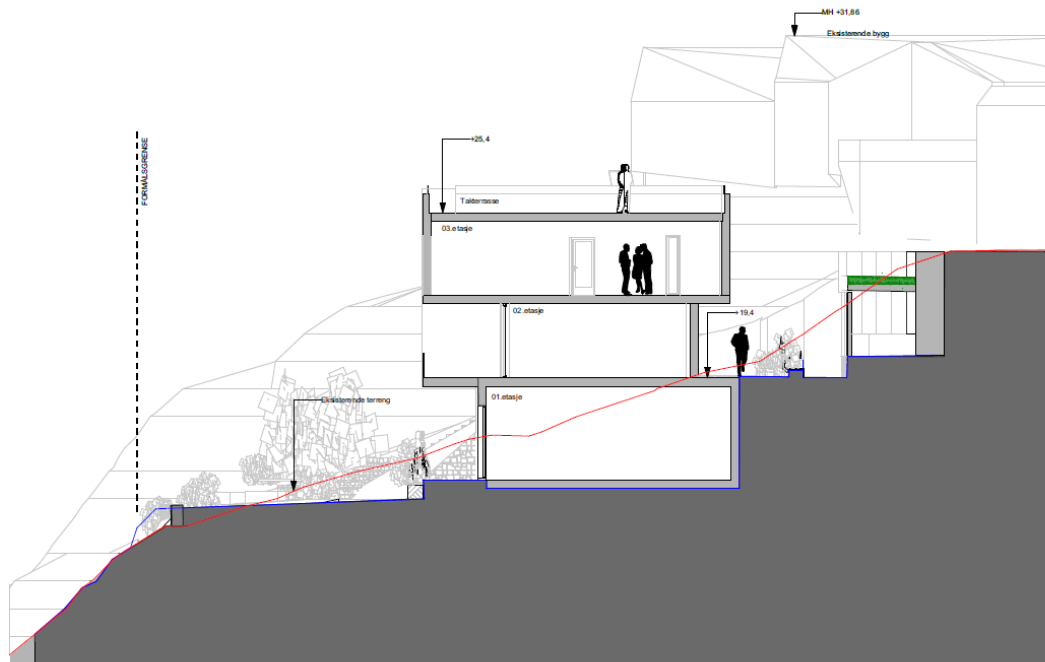 MH +31,86
Eksisterende bygg
+25,4
FORMÅLSGRENSE
Takterrasse
03.etasje
02.etasje
+19,4
01.etasje
Eksisterende terreng